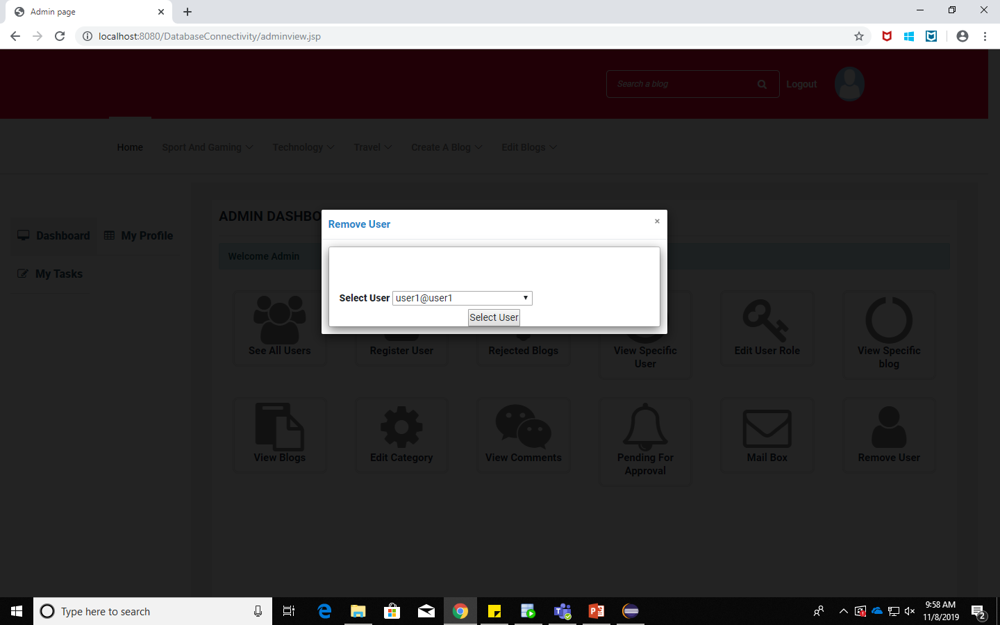 Admin page
localhost:8080/DatabaseConnectivity/adminview.jsp
Search a blog
Logout
Home Sport And Gaming Technology Travel Create A Blog Edit Blogs
ADMIN DASHBO
Remove User ×
Dashboard My Profile
Welcome Admin
My Tasks
Select User user1@user1
Select User
See All Users Register User Rejected Blogs View Specific User Edit User Role View Specific blog
View Blogs Edit Category View Comments Pending For Approval Mail Box Remove User
Type here to search
9:58 AM
11/8/2019
2